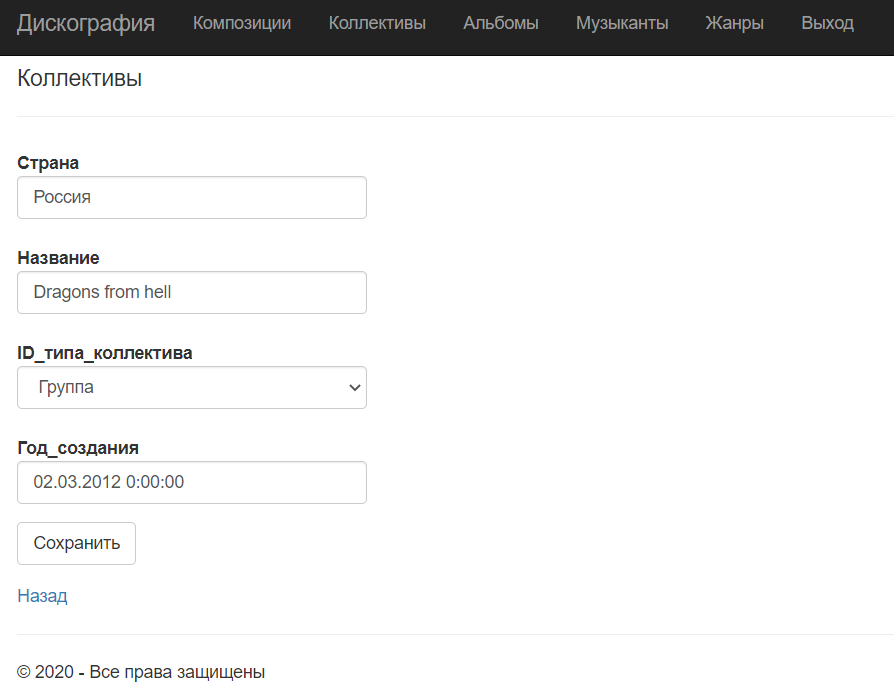 Дискография Композиции Коллективы Альбомы Музыканты Жанры Выход
Коллективы
Страна
Россия
Название
Dragons from hell
ID_типа_коллектива
Группа
Год_создания
02.03.2012 0:00:00
Сохранить
Назад
© 2020 - Все права защищены